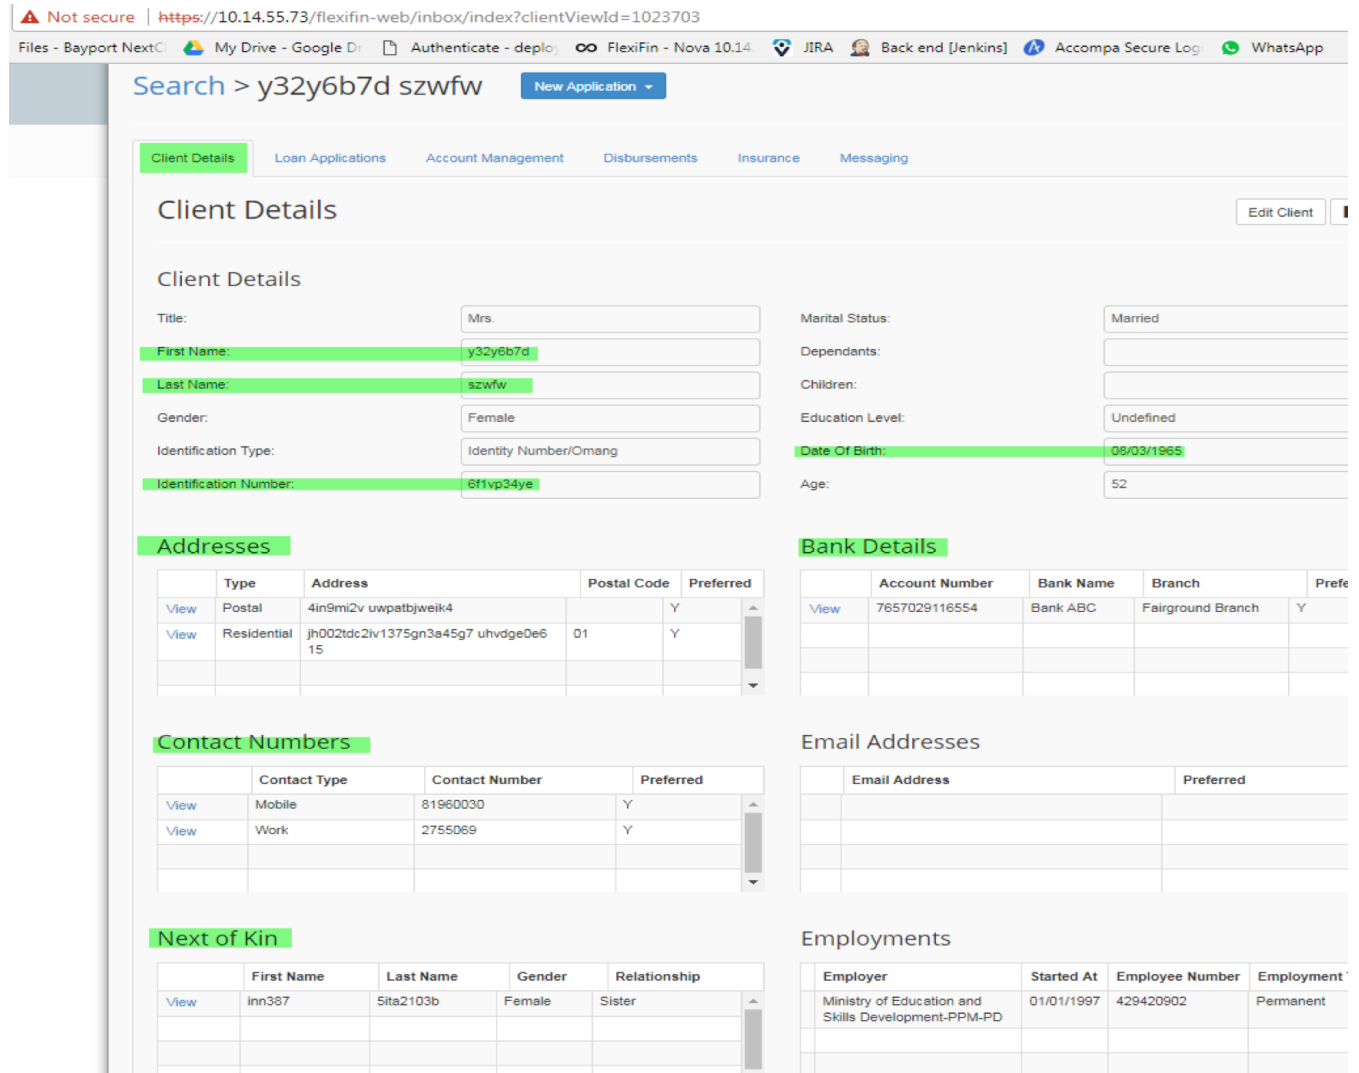 Not secure | https://10.14.55.73/flexifin-web/inbox/index?clientViewId=1023703
Files - Bayport NextC My Drive - Google Dr Authenticate - deploy FlexiFin - Nova 10.14. JIRA Back end [Jenkins] Accompa Secure Log WhatsApp
Search > y32y6b7d szwfw New Application
Client Details Loan Applications Account Management Disbursements Insurance Messaging
Client Details Edit Client
Client Details
Title: Mrs. Marital Status: Married
First Name: y32y6b7d Dependants:
Last Name: szwfw Children:
Gender: Female Education Level: Undefined
Identification Type: Identity Number/Omang Date Of Birth: 08/03/1965
Identification Number: 6f1vp34ye Age: 52
Addresses Bank Details
Type Address Postal Code Preferred Account Number Bank Name Branch Prefe
View Postal 4in9mi2v uwpatbjweik4 Y View 7657029116554 Bank ABC Fairground Branch Y
View Residential jh002tdc2iv1375gn3a45g7 uhvdge0e6 01 Y
15
Contact Numbers Email Addresses
Contact Type Contact Number Preferred Email Address Preferred
View Mobile 81960030 Y
View Work 2755069 Y
Next of Kin Employments
First Name Last Name Gender Relationship Employer Started At Employee Number Employment
View inn387 5ita2103b Female Sister Ministry of Education and 01/01/1997 429420902 Permanent
Skills Development-PPM-PD